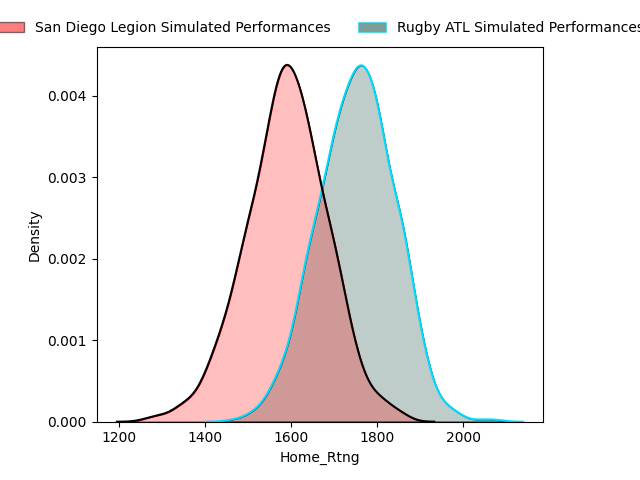 San Diego Legion Simulated Performances Rugby ATL Simulated Performances
0.004
0.003
0.002
0.001
0.000
Density
1200 1400 1600 1800 2000
Home_Rtng